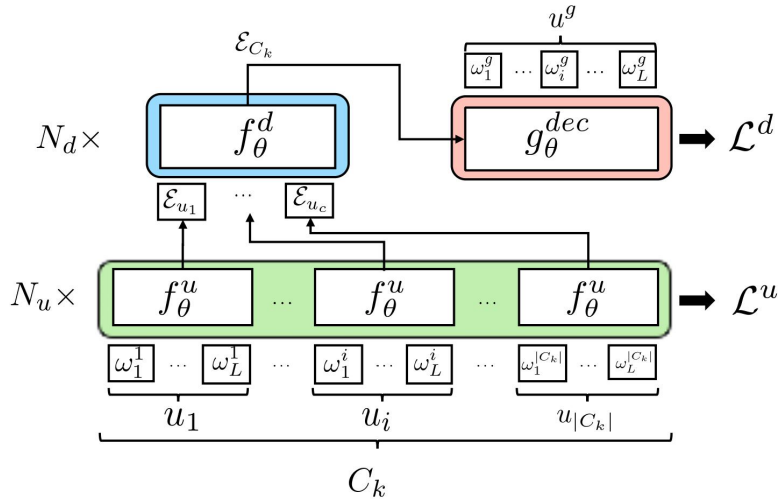 u^g
ℰ_{C_k}
ω_1^g ... ω_i^g ... ω_L^g
N_d × f_θ^d g_θ^{dec} ℒ^d
ℰ_{u_1} ... ℰ_{u_c}
N_u × f_θ^u ... f_θ^u ... f_θ^u ℒ^u
ω_1^1 ... ω_L^1 ... ω_1^i ... ω_L^i ... ω_1^{|C_k|} ... ω_L^{|C_k|}
u_1 u_i u_{|C_k|}
C_k